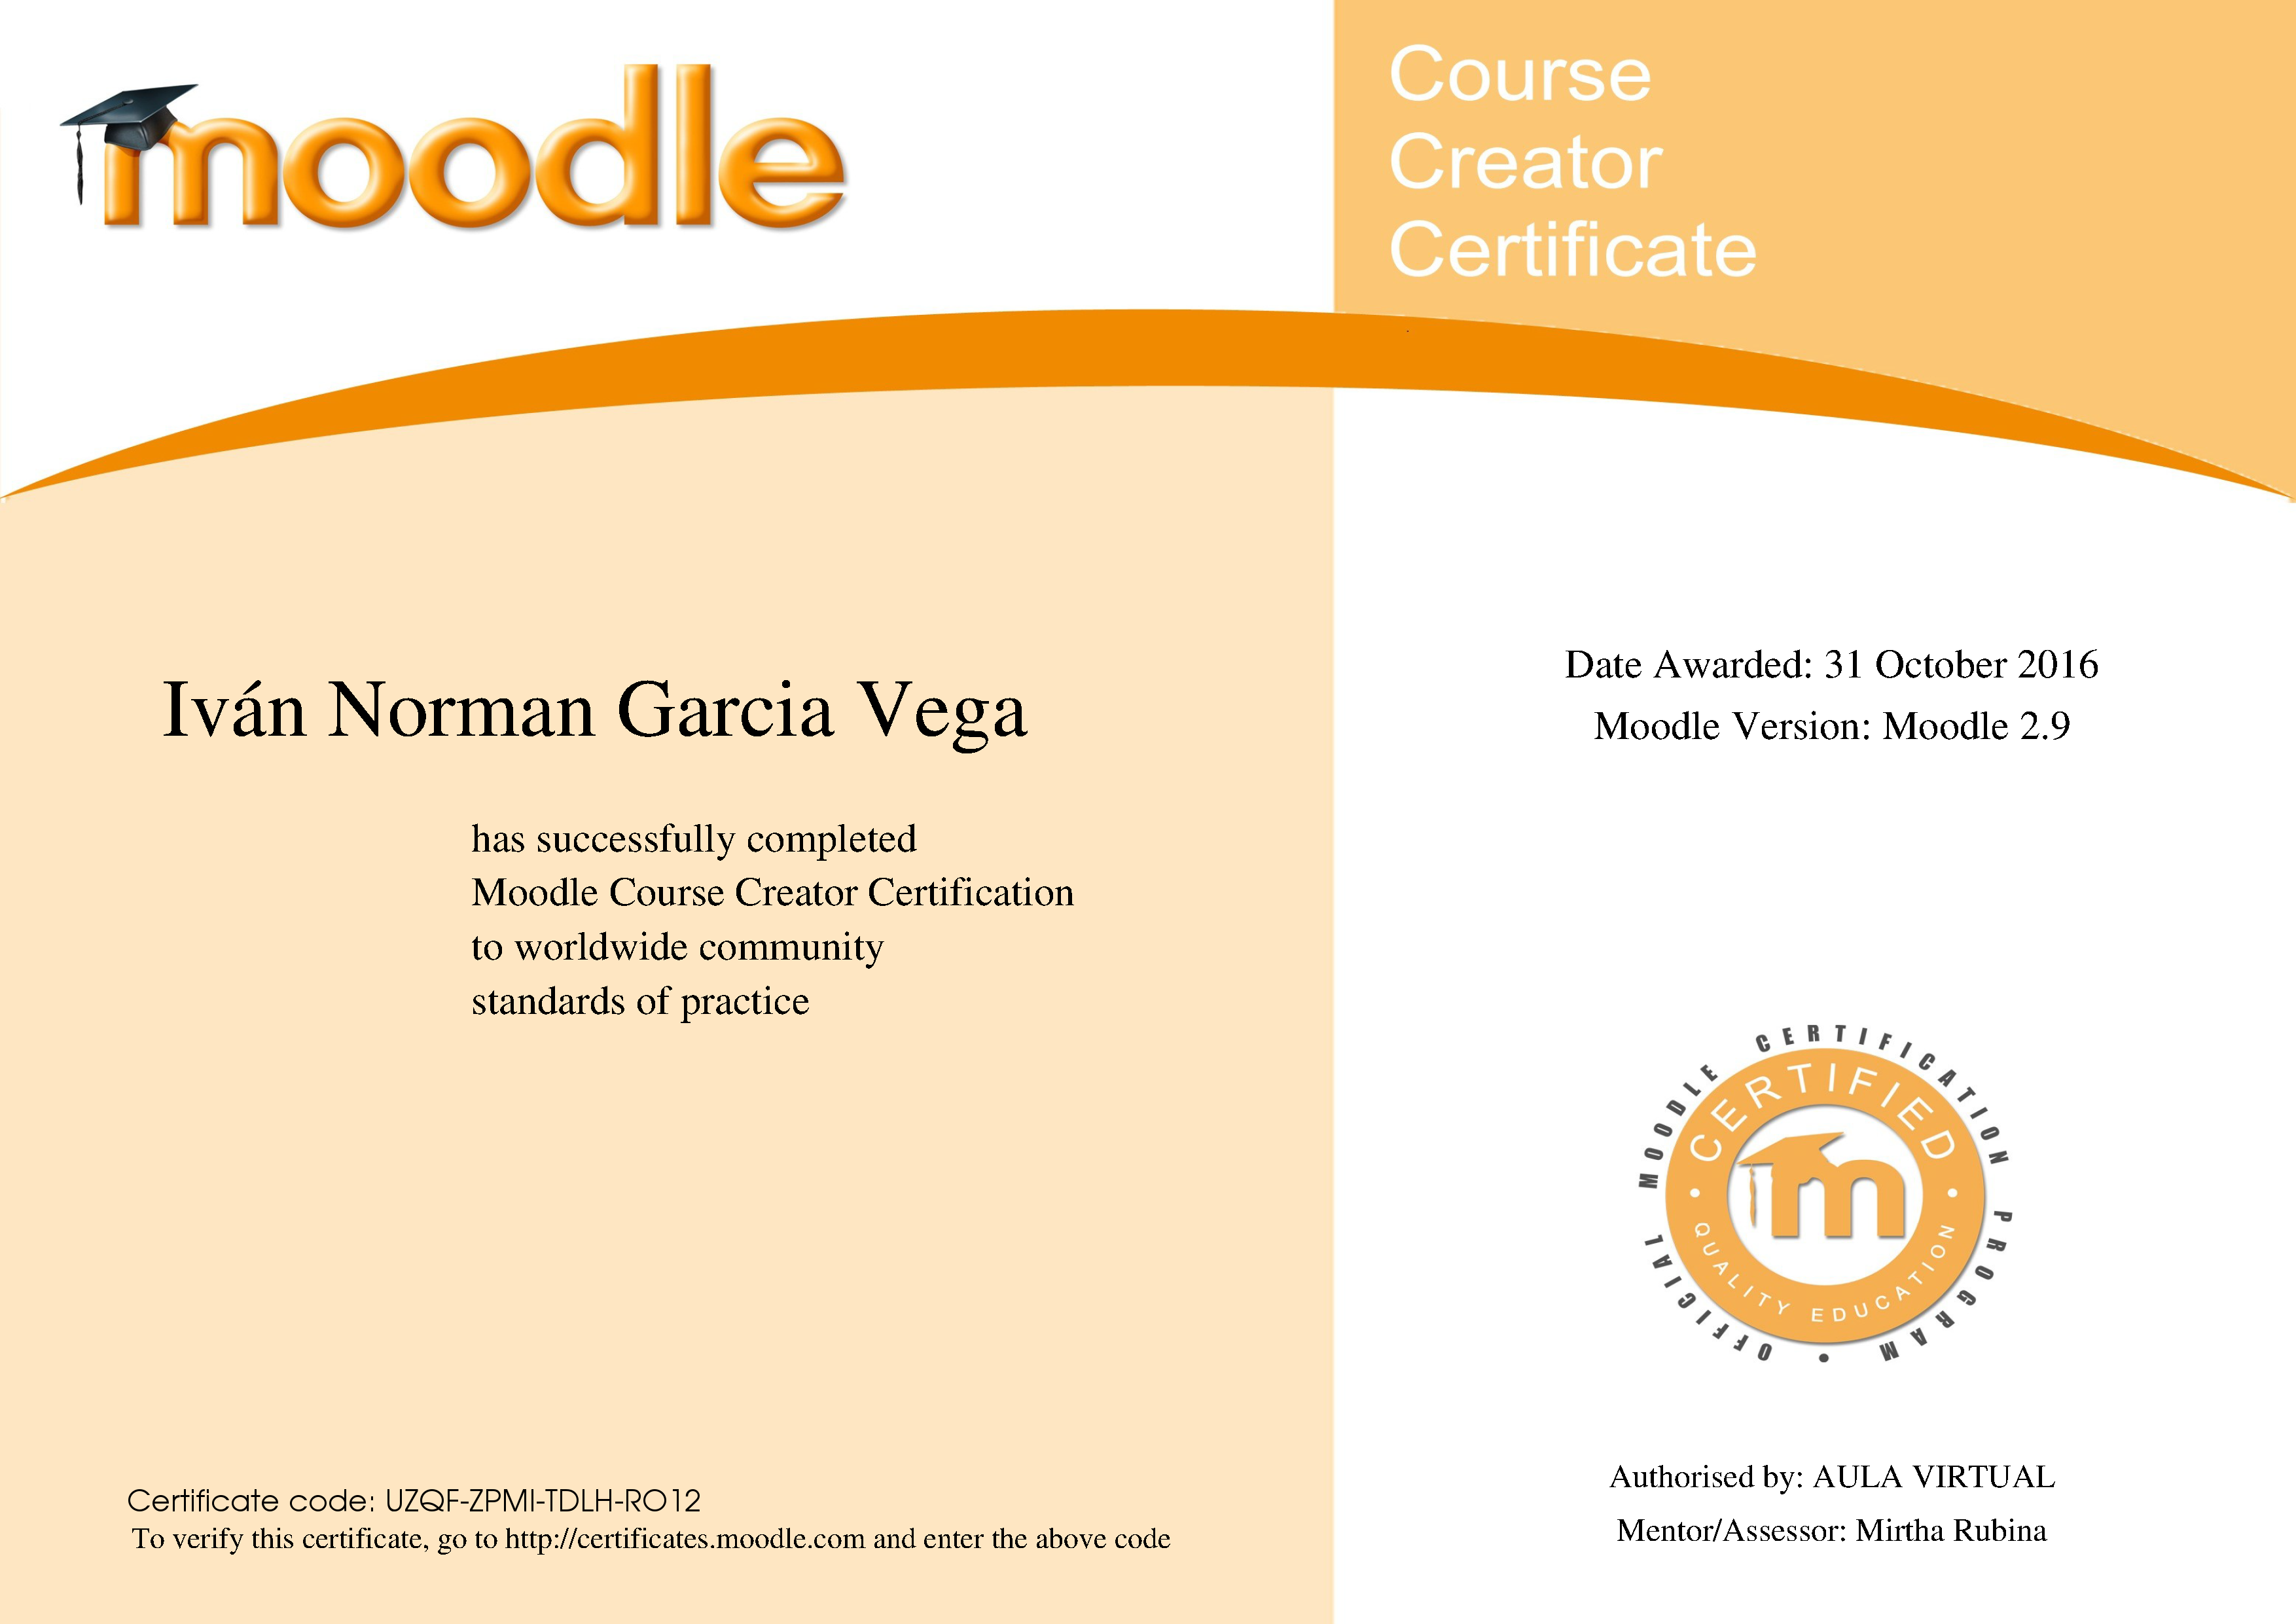 moodle
Course
Creator
Certificate
Iván Norman Garcia Vega
has successfully completed
Moodle Course Creator Certification
to worldwide community
standards of practice
Date Awarded: 31 October 2016
Moodle Version: Moodle 2.9
OFFICIAL MOODLE CERTIFICATION PROGRAM •
CERTIFIED
• QUALITY EDUCATION •
m
Certificate code: UZQF-ZPMI-TDLH-RO12
To verify this certificate, go to http://certificates.moodle.com and enter the above code
Authorised by: AULA VIRTUAL
Mentor/Assessor: Mirtha Rubina